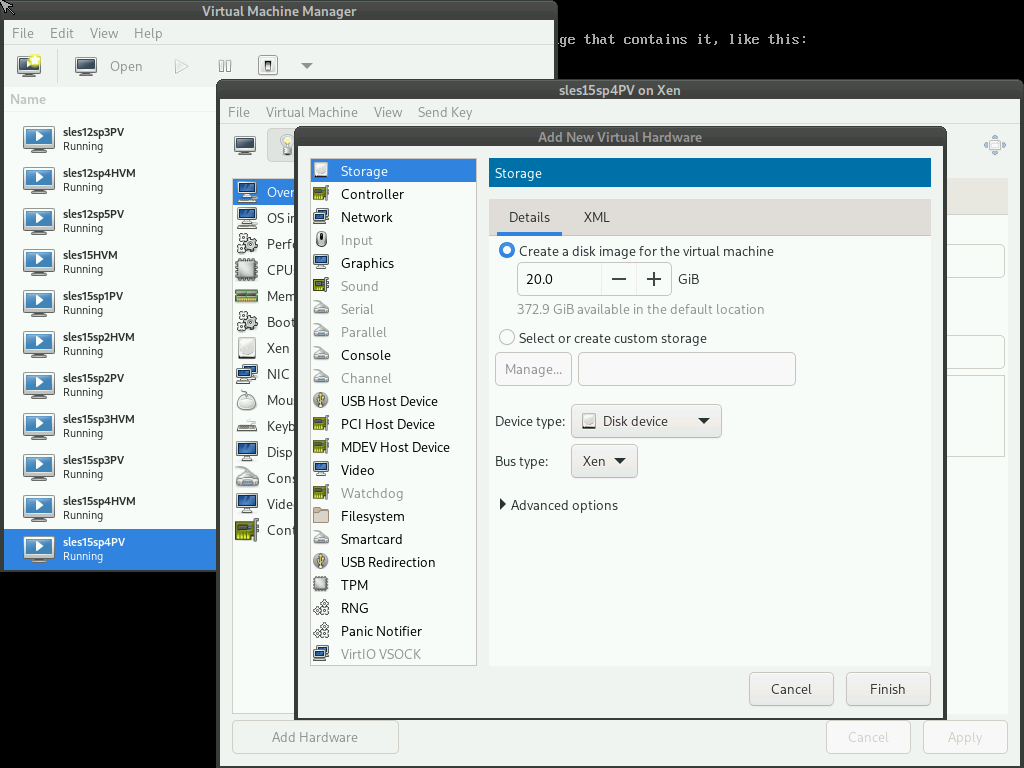 Virtual Machine Manager
File Edit View Help
ge that contains it, like this:
Open
Name
sles12sp3PV
Running
sles12sp4HVM
Running
sles12sp5PV
Running
sles15HVM
Running
sles15sp1PV
Running
sles15sp2HVM
Running
sles15sp2PV
Running
sles15sp3HVM
Running
sles15sp3PV
Running
sles15sp4HVM
Running
sles15sp4PV
Running
sles15sp4PV on Xen
File Virtual Machine View Send Key
Over
OS in
Perfo
CPU
Mem
Boot
Xen
NIC
Mou
Keyb
Disp
Cons
Video
Cont
Add Hardware
Cancel
Apply
Add New Virtual Hardware
Storage
Controller
Network
Input
Graphics
Sound
Serial
Parallel
Console
Channel
USB Host Device
PCI Host Device
MDEV Host Device
Video
Watchdog
Filesystem
Smartcard
USB Redirection
TPM
RNG
Panic Notifier
VirtIO VSOCK
Storage
Details XML
Create a disk image for the virtual machine
20.0 − + GiB
372.9 GiB available in the default location
Select or create custom storage
Manage...
Device type: Disk device
Bus type: Xen
Advanced options
Cancel Finish